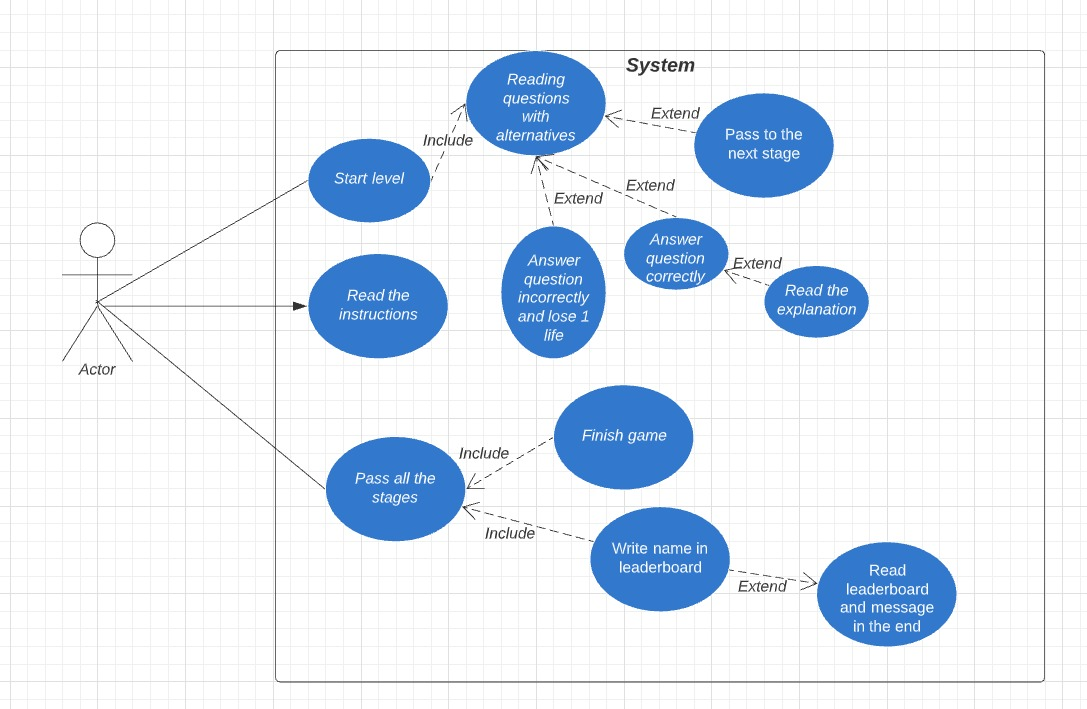 System
Reading
questions
with
alternatives
Extend
Pass to the
next stage
Include
Start level
Extend
Extend
Answer
question
incorrectly
and lose 1
life
Answer
question
correctly
Extend
Read the
explanation
Read the
instructions
Actor
Finish game
Include
Pass all the
stages
Include
Write name in
leaderboard
Extend
Read
leaderboard
and message
in the end